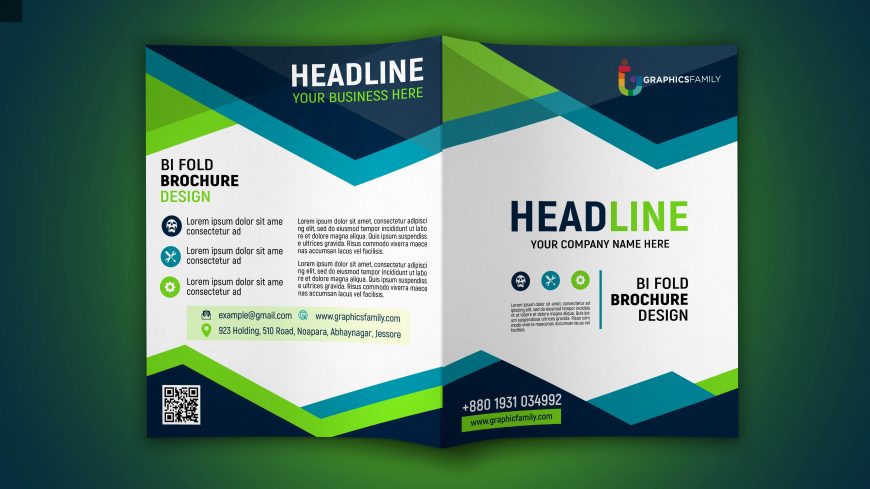 HEADLINE
YOUR BUSINESS HERE
BI FOLD
BROCHURE
DESIGN
Lorem ipsum dolor sit ame
consectetur ad
Lorem ipsum dolor sit ame
consectetur ad
Lorem ipsum dolor sit ame
consectetur ad
Lorem ipsum dolor sit amet, consectetur adipisci
ng elit, sed do eiusmod tempor incididunt ut
labore et dolore magna aliqua. Quis ipsum suspe
ndisse ultrices gravida. Risus commodo viverra maece
nas accumsan lacus vel facilisis.
Lorem ipsum dolor sit amet, consectetur adipisci
ng elit, sed do eiusmod tempor incididunt ut
labore et dolore magna aliqua. Quis ipsum suspe
e ultrices gravida. Risus commodo viverra maece
nas accumsan lacus vel facilisis.
example@gmail.com www.graphicsfamily.com
923 Holding, 510 Road, Noapara, Abhaynagar, Jessore
GRAPHICSFAMILY
HEADLINE
YOUR COMPANY NAME HERE
BI FOLD
BROCHURE
DESIGN
+880 1931 034992
www.graphicfamily.com